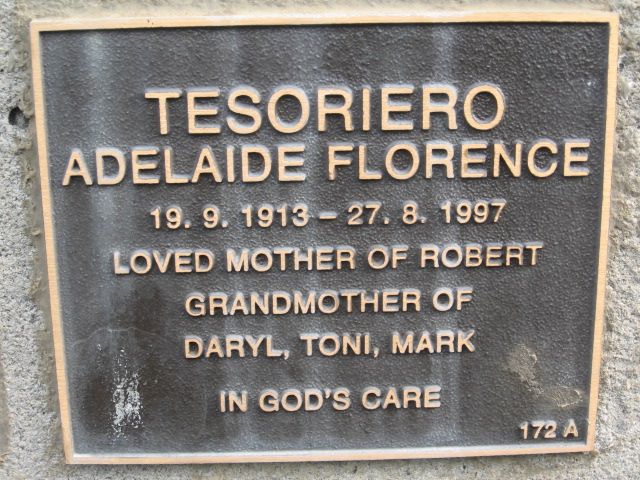 TESORIERO
ADELAIDE FLORENCE
19. 9. 1913 – 27. 8. 1997
LOVED MOTHER OF ROBERT
GRANDMOTHER OF
DARYL, TONI, MARK
IN GOD'S CARE
172 A